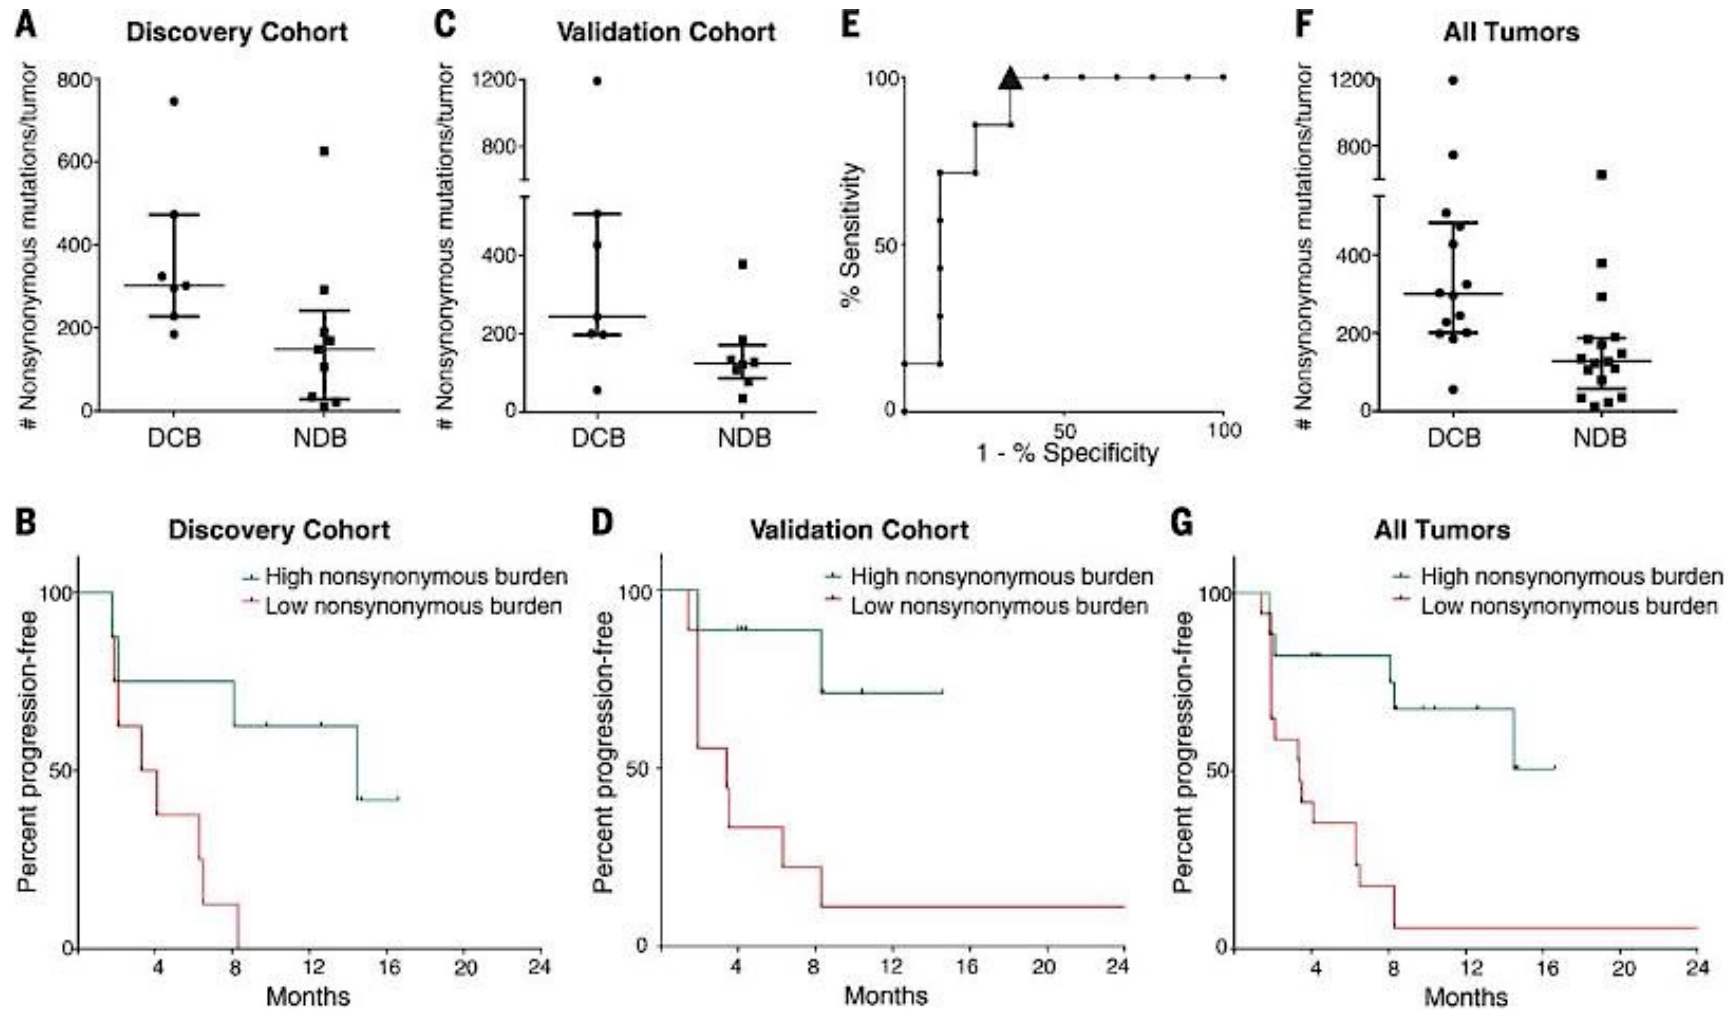 A
Discovery Cohort
# Nonsynonymous mutations/tumor
800
600
400
200
0
DCB
NDB
C
Validation Cohort
# Nonsynonymous mutations/tumor
1200
800
400
200
0
DCB
NDB
E
% Sensitivity
100
50
0
50
100
1 - % Specificity
F
All Tumors
# Nonsynonymous mutations/tumor
1200
800
400
200
0
DCB
NDB
B
Discovery Cohort
High nonsynonymous burden
Low nonsynonymous burden
Percent progression-free
100
50
0
4 8 12 16 20 24
Months
D
Validation Cohort
High nonsynonymous burden
Low nonsynonymous burden
Percent progression-free
100
50
0
4 8 12 16 20 24
Months
G
All Tumors
High nonsynonymous burden
Low nonsynonymous burden
Percent progression-free
100
50
0
4 8 12 16 20 24
Months